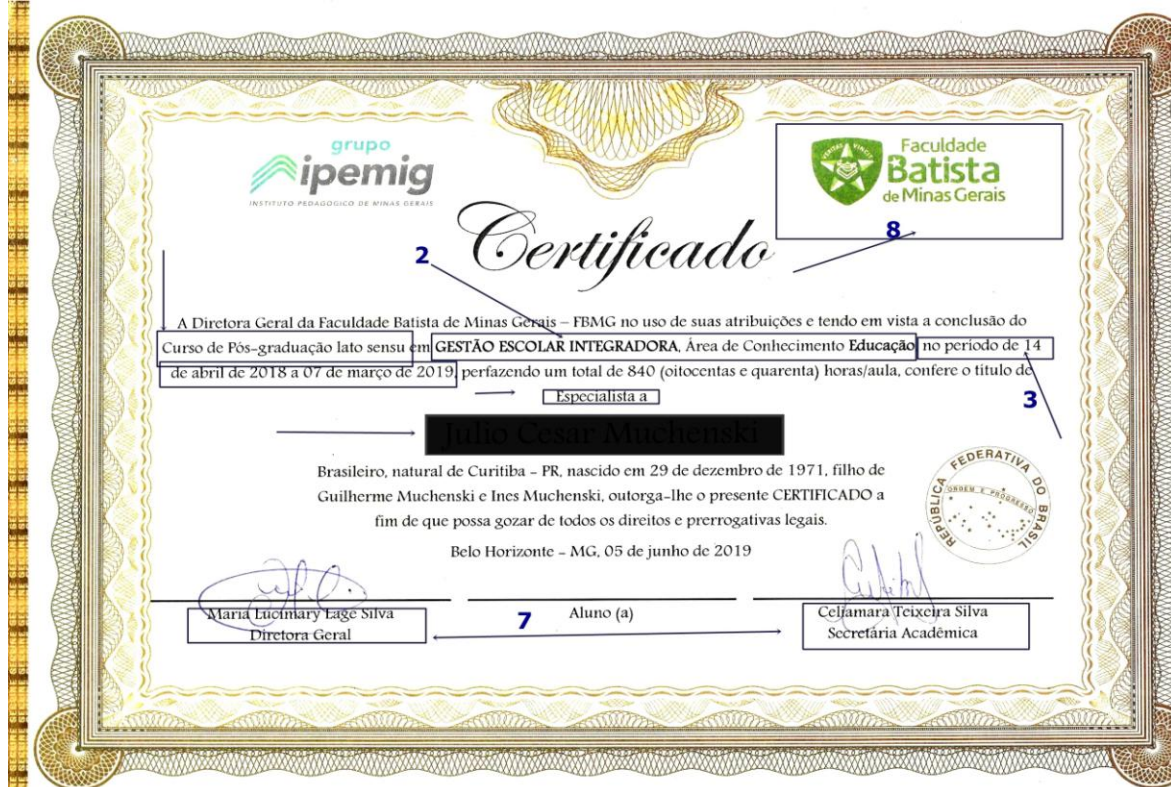 grupo
ipemig
INSTITUTO PEDAGOGICO DE MINAS GERAIS
Faculdade
Batista
de Minas Gerais
8
Certificado
2
A Diretora Geral da Faculdade Batista de Minas Gerais – FBMG no uso de suas atribuições e tendo em vista a conclusão do
Curso de Pós-graduação lato sensu em GESTÃO ESCOLAR INTEGRADORA, Área de Conhecimento Educação, no período de 14
de abril de 2018 a 07 de março de 2019, perfazendo um total de 840 (oitocentas e quarenta) horas/aula, confere o título de
Especialista a
3
Julio Cesar Muchenski
Brasileiro, natural de Curitiba – PR, nascido em 29 de dezembro de 1971, filho de
Guilherme Muchenski e Ines Muchenski, outorga-lhe o presente CERTIFICADO a
fim de que possa gozar de todos os direitos e prerrogativas legais.
REPÚBLICA FEDERATIVA DO BRASIL
ORDEM E PROGRESSO
Belo Horizonte – MG, 05 de junho de 2019
Maria Lucimary Lage Silva
Diretora Geral
7
Aluno (a)
Celiamara Teixeira Silva
Secretária Acadêmica